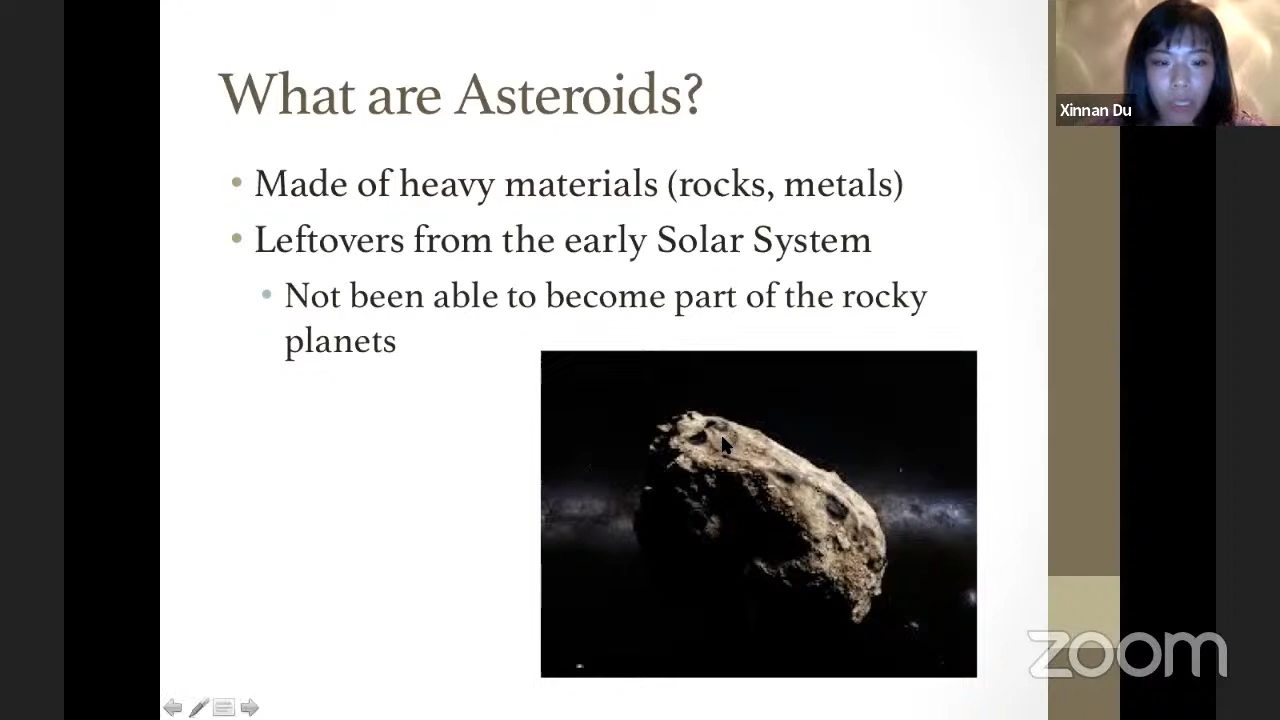 What are Asteroids?
Xinnan Du
• Made of heavy materials (rocks, metals)
• Leftovers from the early Solar System
• Not been able to become part of the rocky
planets
zoom